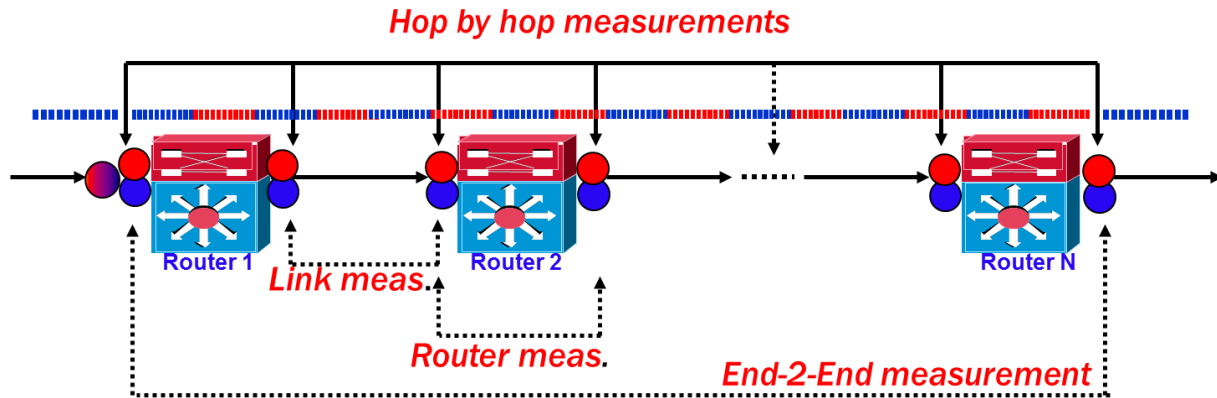 Hop by hop measurements
Router 1
Router 2
Router N
Link meas.
Router meas.
End-2-End measurement